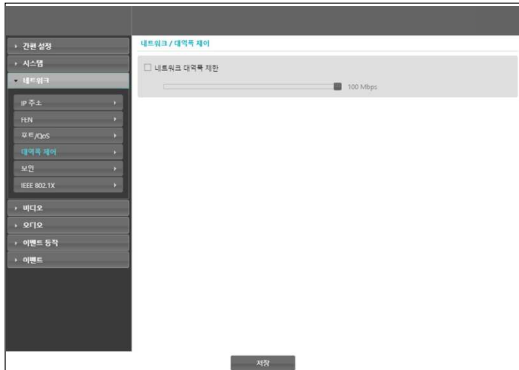 간편 설정
시스템
네트워크
IP 주소
FEN
포트/QoS
대역폭 제어
보안
IEEE 802.1X
비디오
오디오
이벤트 동작
이벤트
네트워크 / 대역폭 제어
네트워크 대역폭 제한
100 Mbps
저장